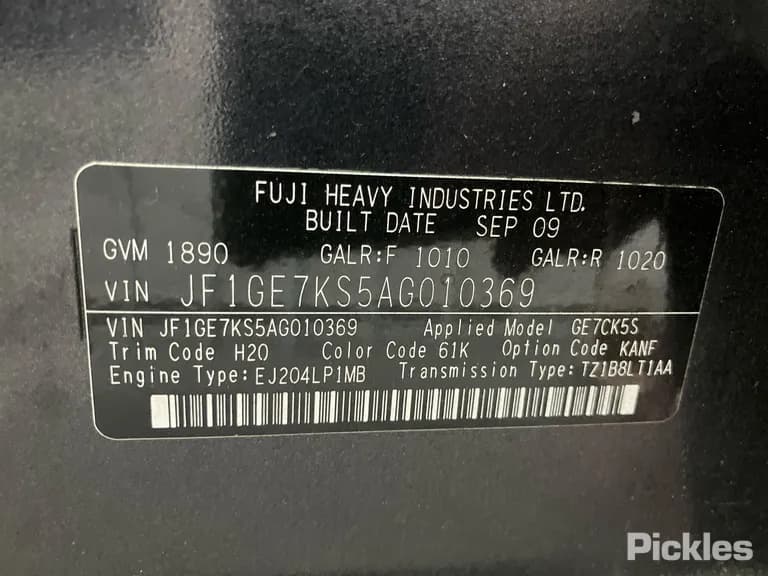 FUJI HEAVY INDUSTRIES LTD.
BUILT DATE SEP 09
GVM 1890 GALR:F 1010 GALR:R 1020
VIN JF1GE7KS5AG010369
VIN JF1GE7KS5AG010369 Applied Model GE7CK5S
Trim Code H20 Color Code 61K Option Code KANF
Engine Type: EJ204LP1MB Transmission Type: TZ1B8LT1AA
Pickles